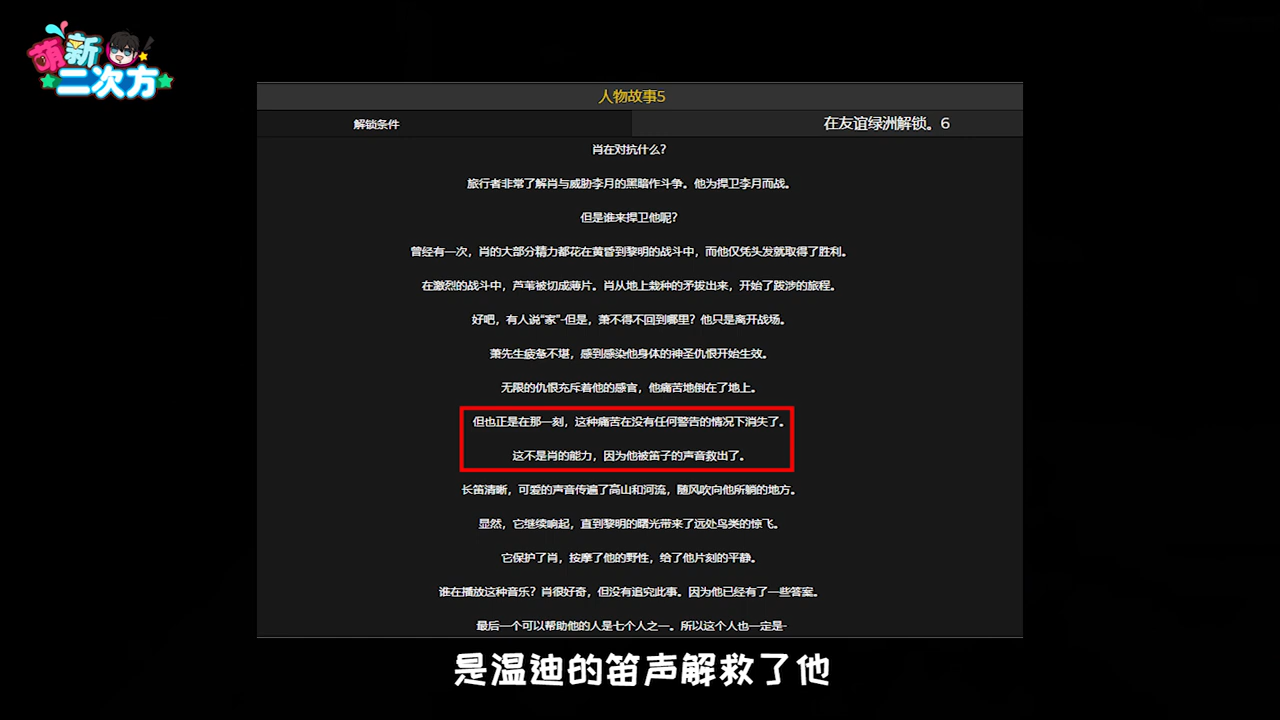 萌新
二次方
人物故事5
解锁条件
在友谊绿洲解锁。6
肖在对抗什么?
旅行者非常了解肖与威胁李月的黑暗作斗争。他为捍卫李月而战。
但是谁来捍卫他呢?
曾经有一次，肖的大部分精力都花在黄昏到黎明的战斗中，而他仅凭头发就取得了胜利。
在激烈的战斗中，芦苇被切成薄片。肖从地上栽种的矛拔出来，开始了跋涉的旅程。
好吧，有人说“家”-但是，萧不得不回到哪里？他只是离开战场。
萧先生疲惫不堪，感到感染他身体的神圣仇恨开始生效。
无限的仇恨充斥着他的感官，他痛苦地倒在了地上。
但也正是在那一刻，这种痛苦在没有任何警告的情况下消失了。
这不是肖的能力，因为他被笛子的声音救出了。
长笛清晰，可爱的声音传遍了高山和河流，随风吹向他所躺的地方。
显然，它继续响起，直到黎明的曙光带来了远处鸟类的惊飞。
它保护了肖，按摩了他的野性，给了他片刻的平静。
谁在播放这种音乐？肖很好奇，但没有追究此事。因为他已经有了一些答案。
最后一个可以帮助他的人是七个人之一。所以这个人也一定是-
是温迪的笛声解救了他